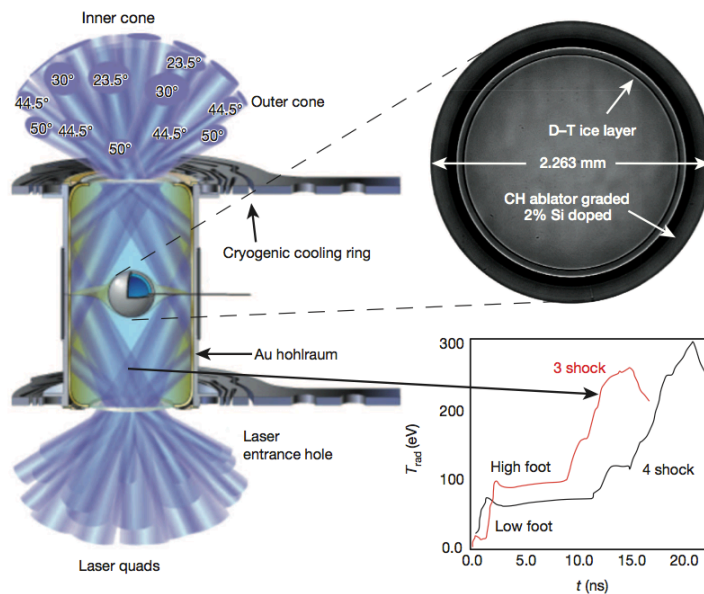 Inner cone
23.5°
30°
23.5°
30°
44.5°
44.5°
50°
44.5°
44.5°
50°
50°
Outer cone
Cryogenic cooling ring
Au hohlraum
Laser
entrance hole
Laser quads
D–T ice layer
2.263 mm
CH ablator graded
2% Si doped
300
200
100
0.0
T rad (eV)
3 shock
High foot
4 shock
Low foot
0.0
5.0
10.0
15.0
20.0
t (ns)